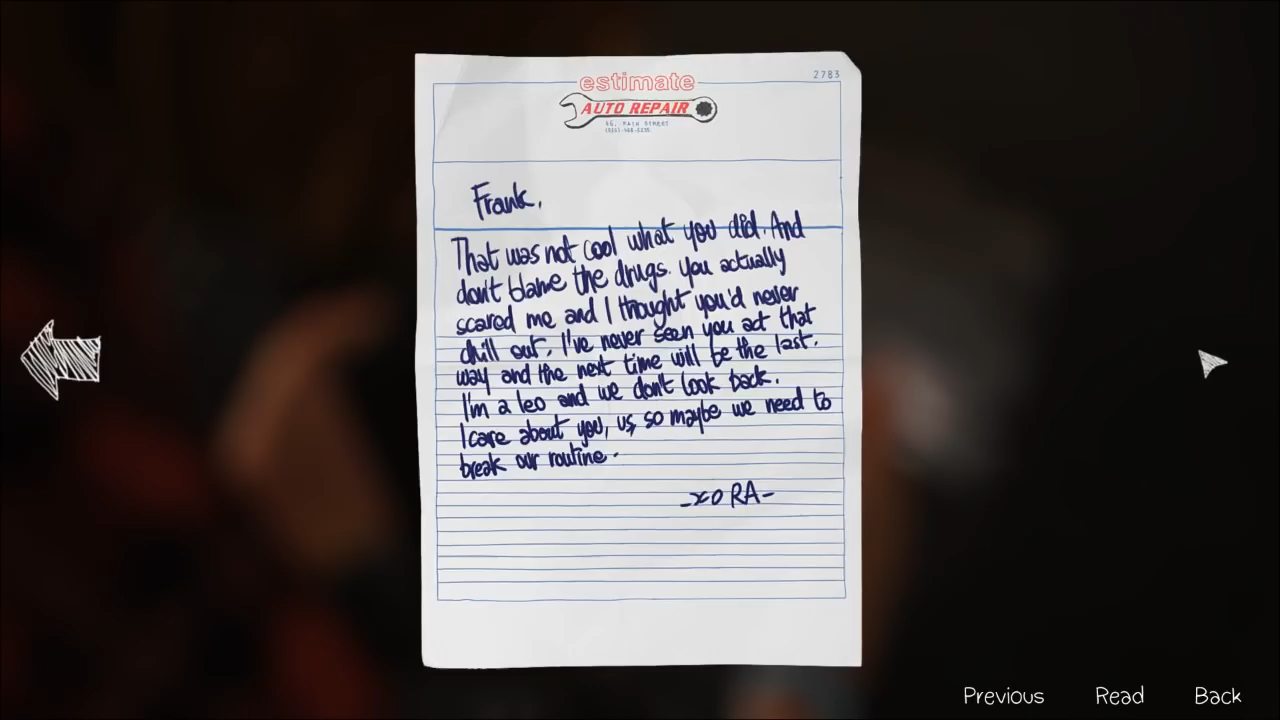 2783
estimate
AUTO REPAIR
Frank,
That was not cool what you did. And
don't blame the drugs. You actually
scared me and I thought you'd never
chill out. I've never seen you act that
way and the next time will be the last.
I'm a leo and we don't look back.
I care about you, us, so maybe we need to
break our routine.
-xo RA-
Previous Read Back